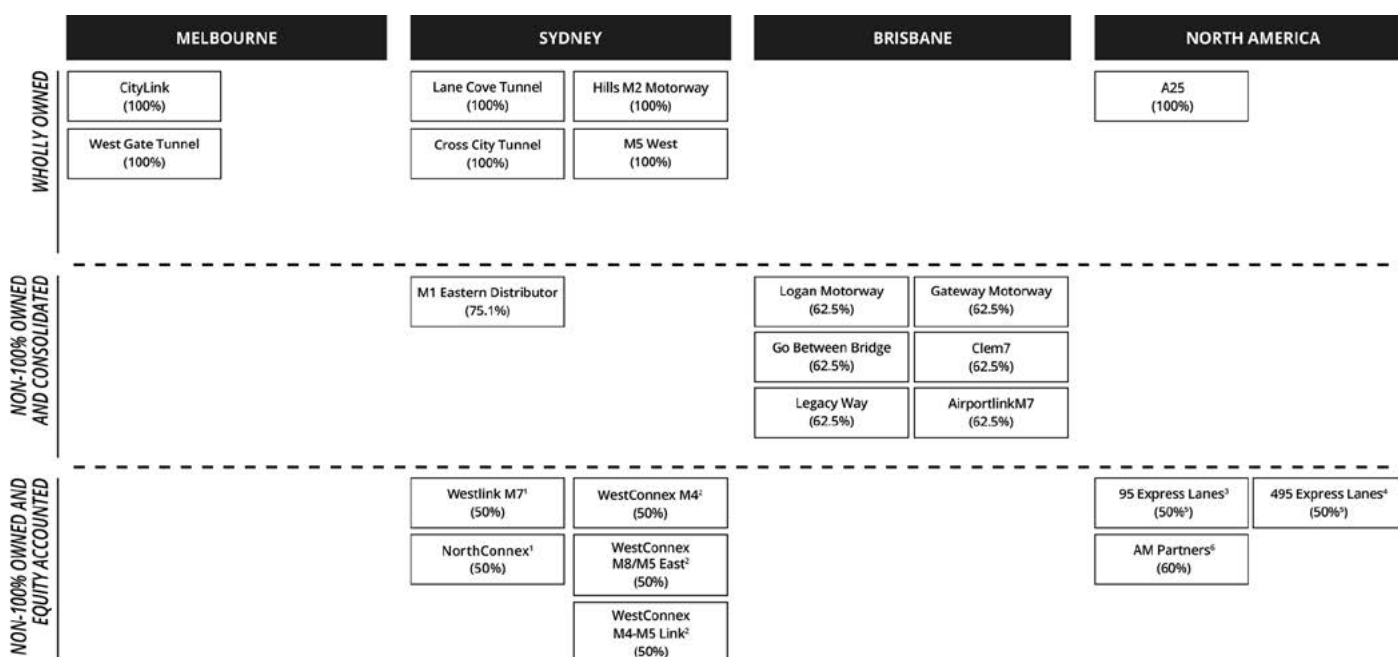 MELBOURNE
SYDNEY
BRISBANE
NORTH AMERICA
WHOLLY OWNED
CityLink
(100%)
West Gate Tunnel
(100%)
Lane Cove Tunnel
(100%)
Hills M2 Motorway
(100%)
Cross City Tunnel
(100%)
M5 West
(100%)
A25
(100%)
NON-100% OWNED
AND CONSOLIDATED
M1 Eastern Distributor
(75.1%)
Logan Motorway
(62.5%)
Gateway Motorway
(62.5%)
Go Between Bridge
(62.5%)
Clem7
(62.5%)
Legacy Way
(62.5%)
AirportlinkM7
(62.5%)
NON-100% OWNED AND
EQUITY ACCOUNTED
Westlink M7¹
(50%)
WestConnex M4²
(50%)
NorthConnex¹
(50%)
WestConnex
M8/M5 East²
(50%)
WestConnex
M4-M5 Link²
(50%)
95 Express Lanes³
(50%⁵)
495 Express Lanes⁴
(50%⁵)
AM Partners⁶
(60%)